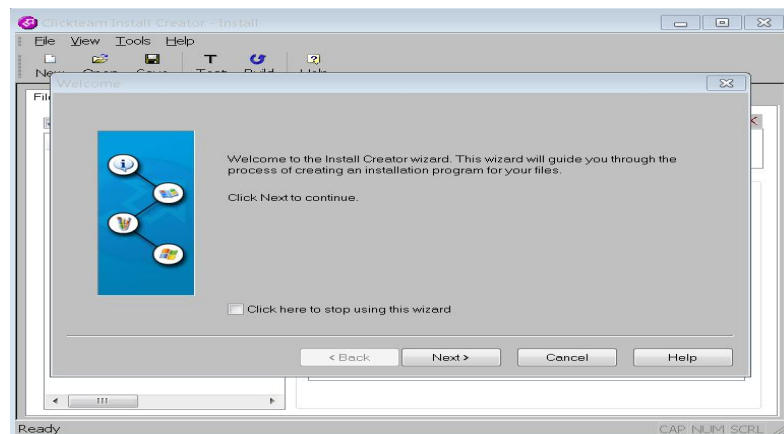 Clickteam Install Creator - Install
File View Tools Help
New Open Save Test Build Help
Welcome
Welcome to the Install Creator wizard. This wizard will guide you through the
process of creating an installation program for your files.
Click Next to continue.
Click here to stop using this wizard
< Back Next > Cancel Help
Ready CAP NUM SCRL